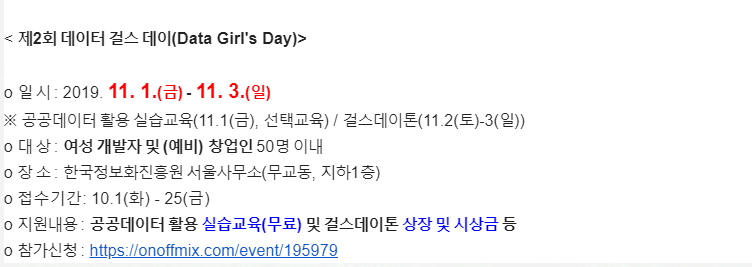 < 제2회 데이터 걸스 데이(Data Girl's Day)>
o 일 시 : 2019. 11. 1.(금) - 11. 3.(일)
※ 공공데이터 활용 실습교육(11.1(금), 선택교육) / 걸스데이톤(11.2(토)-3(일))
o 대 상 : 여성 개발자 및 (예비) 창업인 50명 이내
o 장 소 : 한국정보화진흥원 서울사무소(무교동, 지하1층)
o 접수기간: 10.1(화) - 25(금)
o 지원내용 : 공공데이터 활용 실습교육(무료) 및 걸스데이톤 상장 및 시상금 등
o 참가신청 : https://onoffmix.com/event/195979